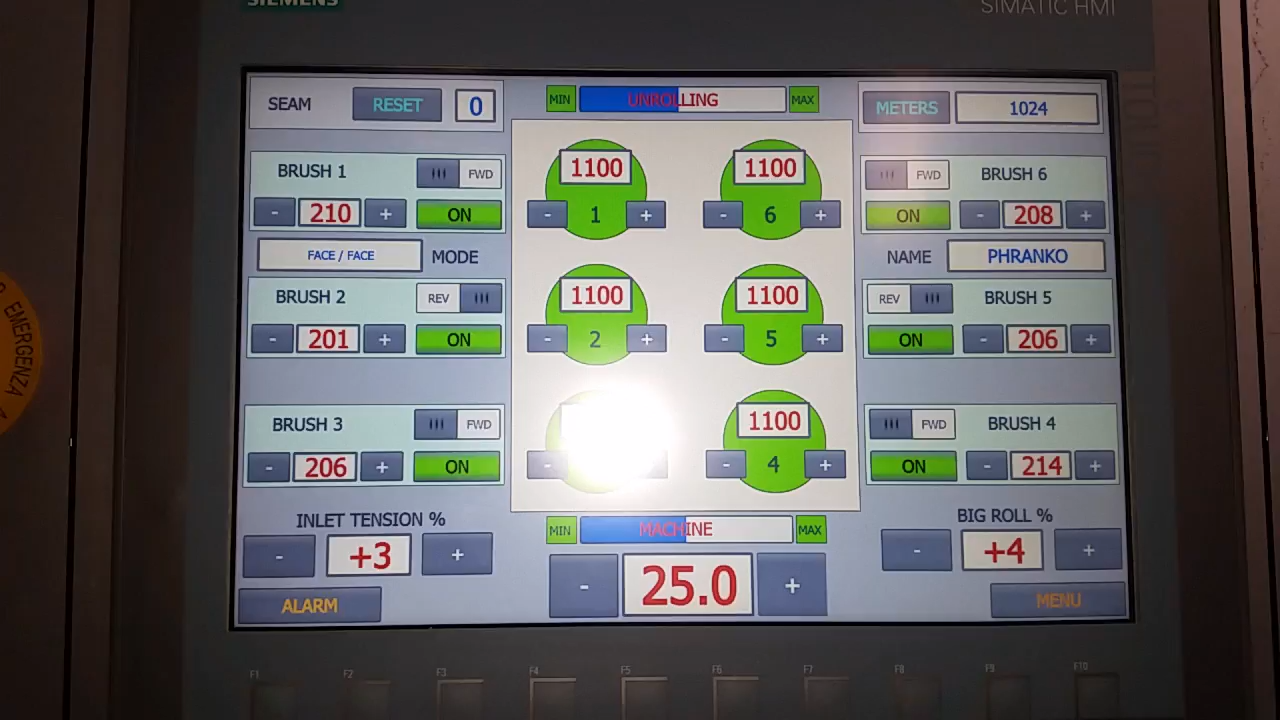 SIEMENS
SIMATIC HMI
SEAM RESET 0
MIN UNROLLING MAX
METERS 1024
BRUSH 1 FWD
- 210 + ON
FACE / FACE MODE
BRUSH 2 REV
- 201 + ON
BRUSH 3 FWD
- 206 + ON
INLET TENSION %
- +3 +
ALARM
1100
- 1 +
1100
- 6 +
1100
- 2 +
1100
- 5 +
-
1100
- 4 +
MIN MACHINE MAX
- 25.0 +
FWD BRUSH 6
ON - 208 +
NAME PHRANKO
REV BRUSH 5
ON - 206 +
FWD BRUSH 4
ON - 214 +
BIG ROLL %
- +4 +
MENU
F1 F2 F3 F4 F5 F6 F7 F8 F9 F10
EMERGENZA